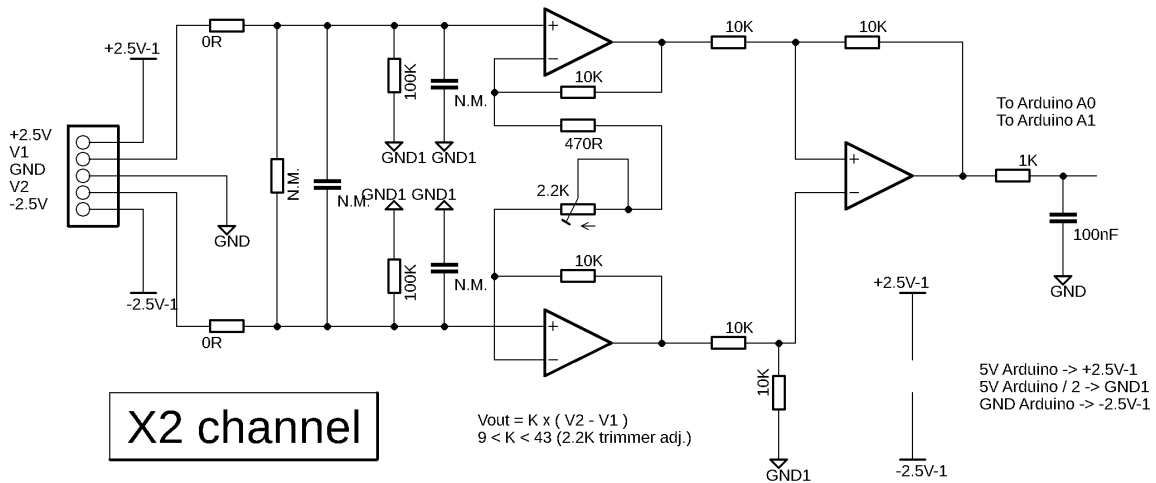 +2.5V-1
0R
+2.5V
V1
GND
V2
-2.5V
GND
-2.5V-1
0R
N.M.
N.M.
100K
N.M.
GND1
GND1
GND1
GND1
100K
N.M.
+
−
10K
470R
2.2K
10K
+
−
10K
10K
+
−
10K
10K
GND1
To Arduino A0
To Arduino A1
1K
100nF
GND
+2.5V-1
-2.5V-1
5V Arduino -> +2.5V-1
5V Arduino / 2 -> GND1
GND Arduino -> -2.5V-1
X2 channel
Vout = K x ( V2 - V1 )
9 < K < 43 (2.2K trimmer adj.)